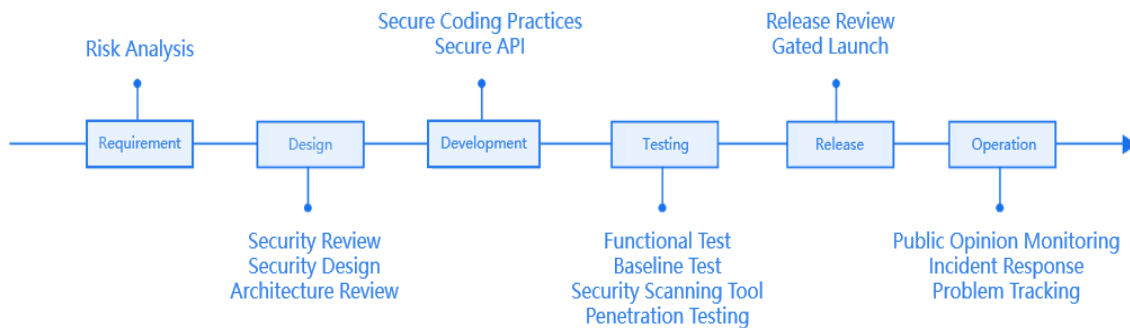 Secure Coding Practices
Secure API
Release Review
Gated Launch
Risk Analysis
Requirement
Design
Development
Testing
Release
Operation
Security Review
Security Design
Architecture Review
Functional Test
Baseline Test
Security Scanning Tool
Penetration Testing
Public Opinion Monitoring
Incident Response
Problem Tracking